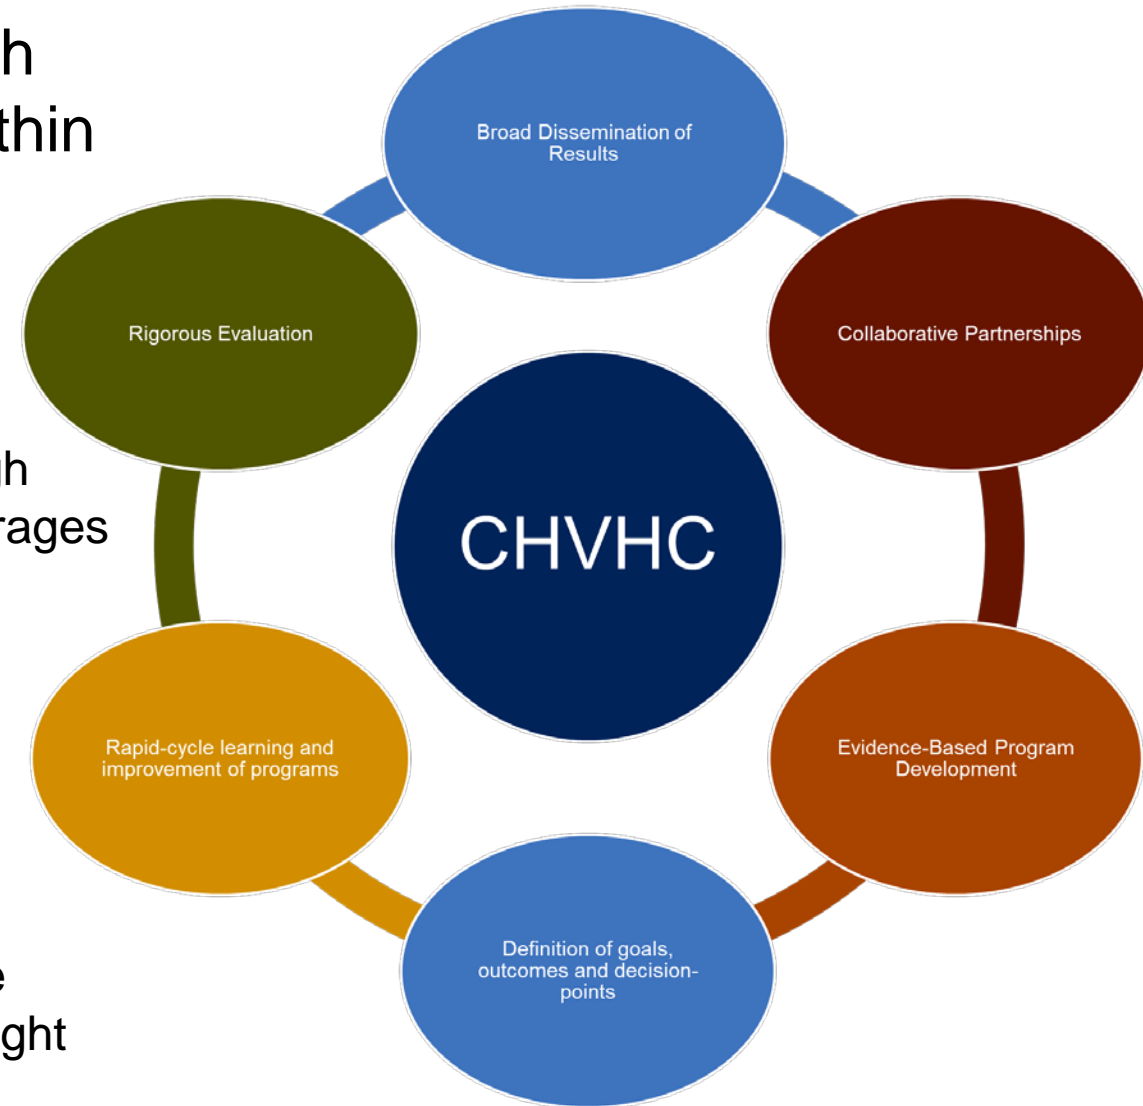 h
thin
gh
rages
e
ght
Broad Dissemination of
Results
Collaborative Partnerships
Evidence-Based Program
Development
Definition of goals,
outcomes and decision-
points
Rapid-cycle learning and
improvement of programs
Rigorous Evaluation
CHVHC